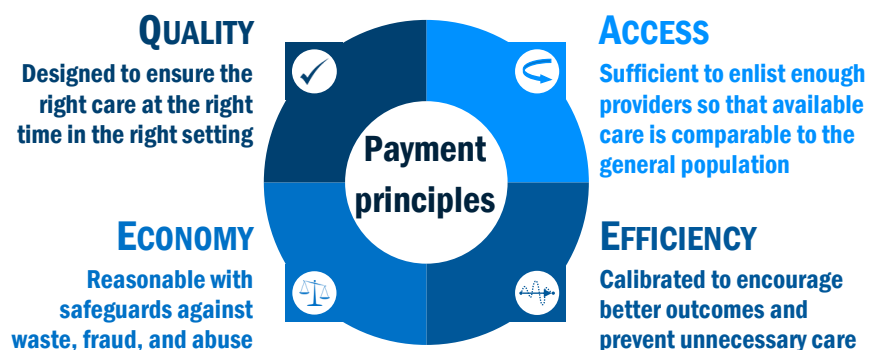 QUALITY
Designed to ensure the
right care at the right
time in the right setting
ACCESS
Sufficient to enlist enough
providers so that available
care is comparable to the
general population
Payment
principles
ECONOMY
Reasonable with
safeguards against
waste, fraud, and abuse
EFFICIENCY
Calibrated to encourage
better outcomes and
prevent unnecessary care